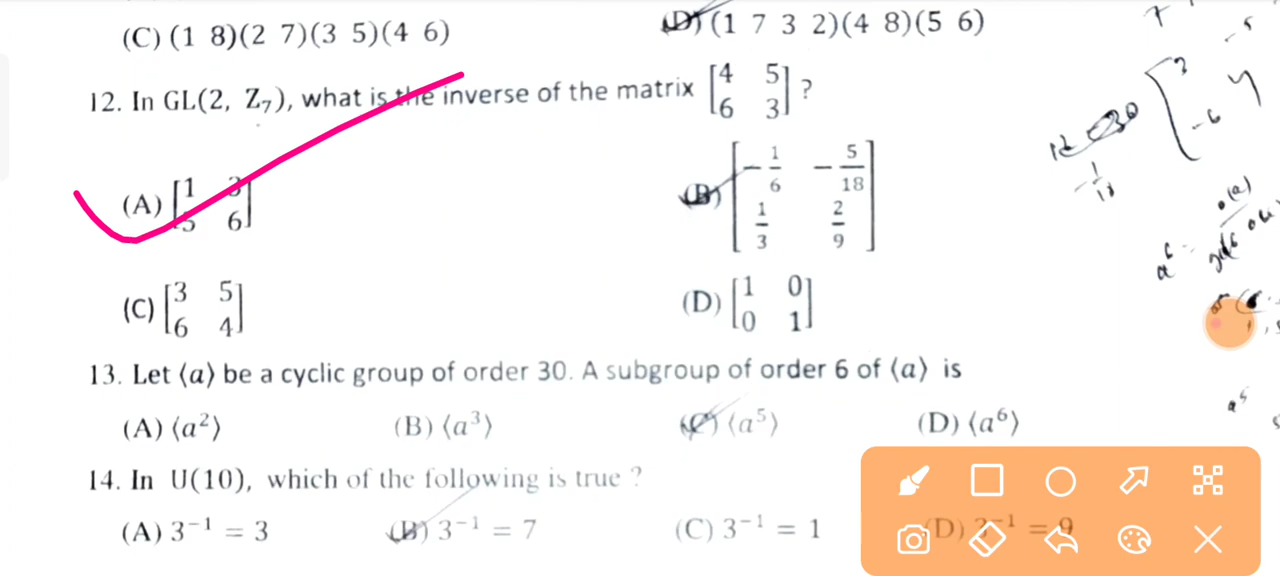 (C) (1 8)(2 7)(3 5)(4 6)
(D) (1 7 3 2)(4 8)(5 6)
12. In GL(2, Z₇), what is the inverse of the matrix [4 5; 6 3] ?
(A) [1 3; 5 6]
(B) [-1/6 -5/18; 1/3 2/9]
(C) [3 5; 6 4]
(D) [1 0; 0 1]
13. Let ⟨a⟩ be a cyclic group of order 30. A subgroup of order 6 of ⟨a⟩ is
(A) ⟨a²⟩ (B) ⟨a³⟩ (C) ⟨a⁵⟩ (D) ⟨a⁶⟩
14. In U(10), which of the following is true ?
(A) 3⁻¹ = 3 (B) 3⁻¹ = 7 (C) 3⁻¹ = 1 (D) 3⁻¹ = 9